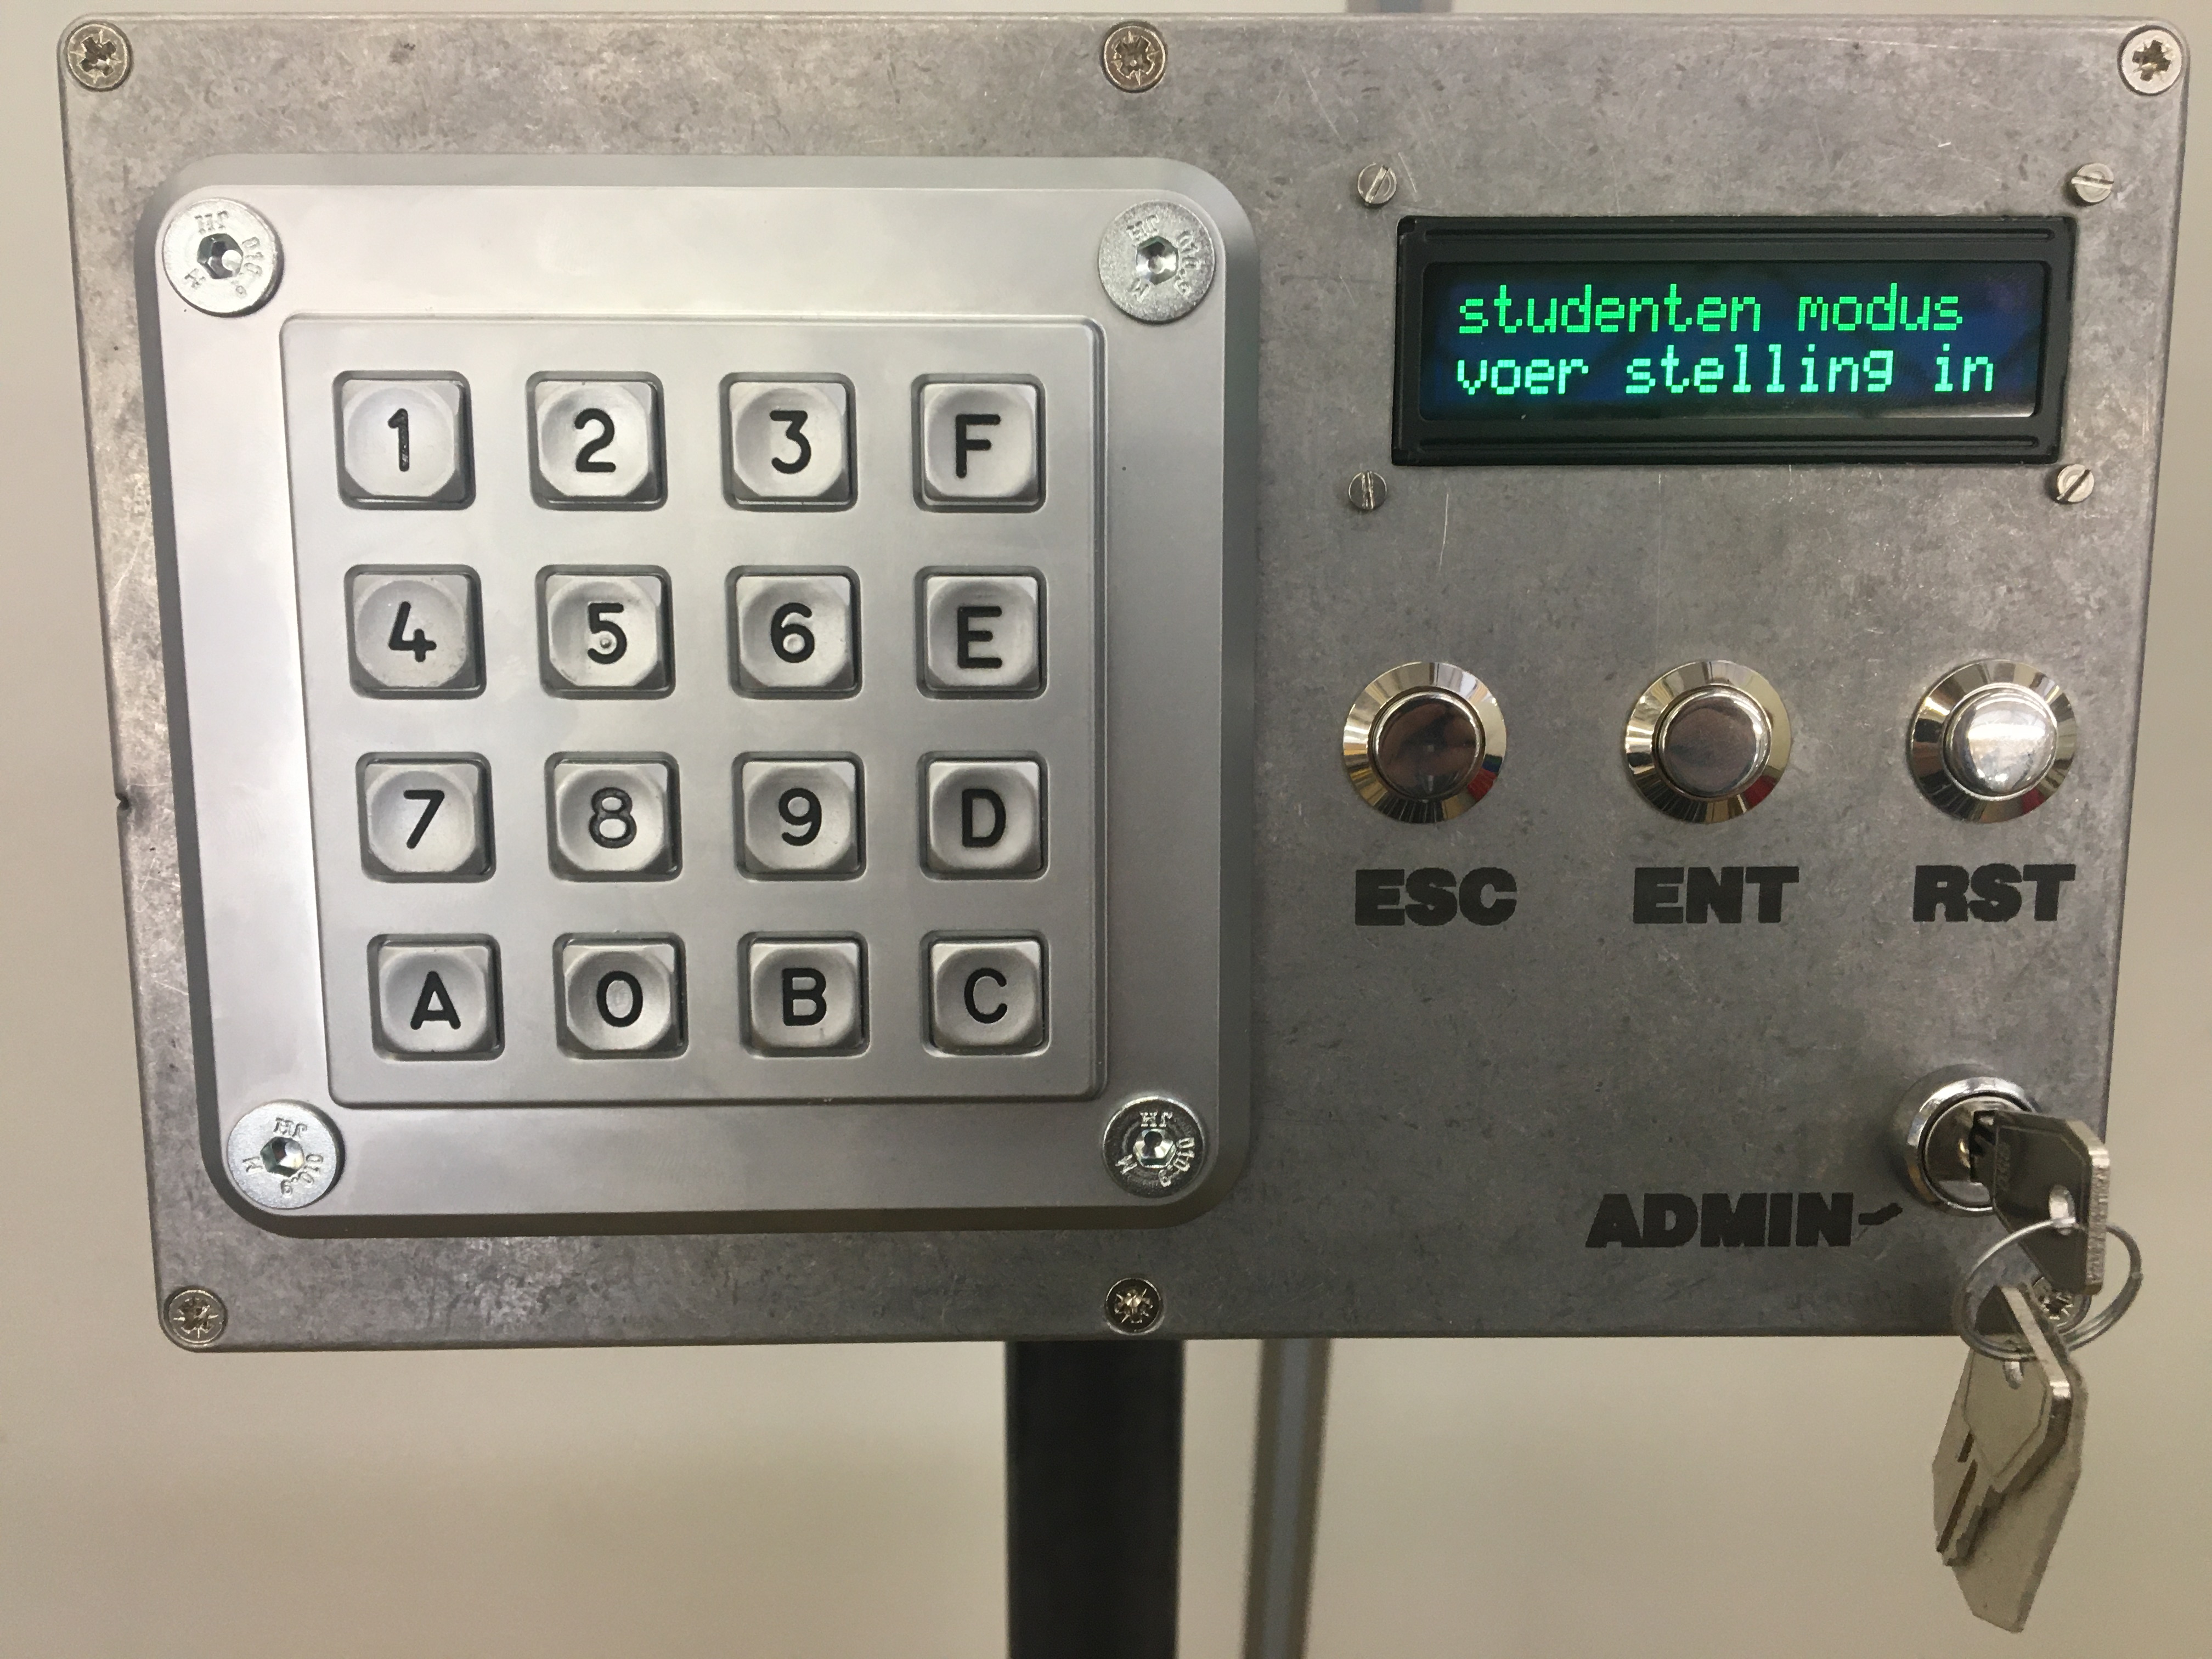 studenten modus
voer stelling in
1 2 3 F
4 5 6 E
7 8 9 D
A 0 B C
ESC ENT RST
ADMIN-